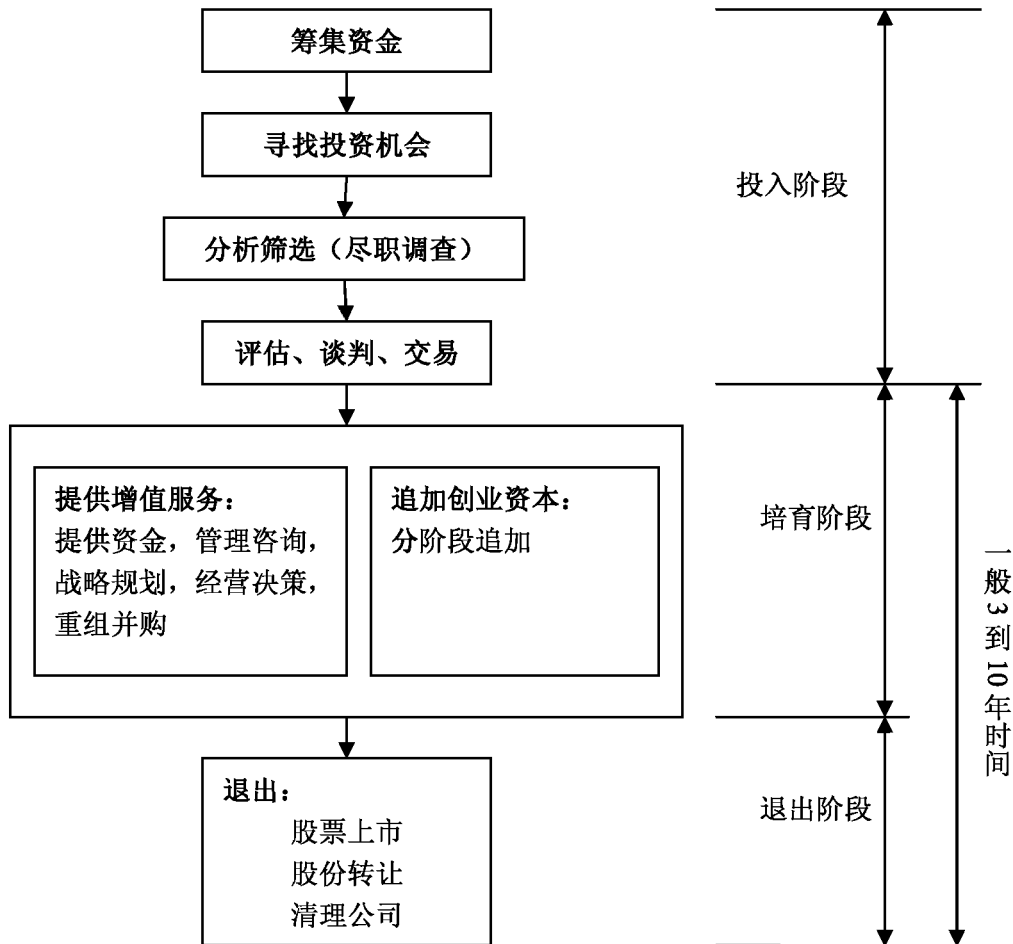 筹集资金
寻找投资机会
投入阶段
分析筛选（尽职调查）
评估、谈判、交易
提供增值服务：
提供资金，管理咨询，
战略规划，经营决策，
重组并购
追加创业资本：
分阶段追加
培育阶段
一般3到10年时间
退出：
股票上市
股份转让
清理公司
退出阶段